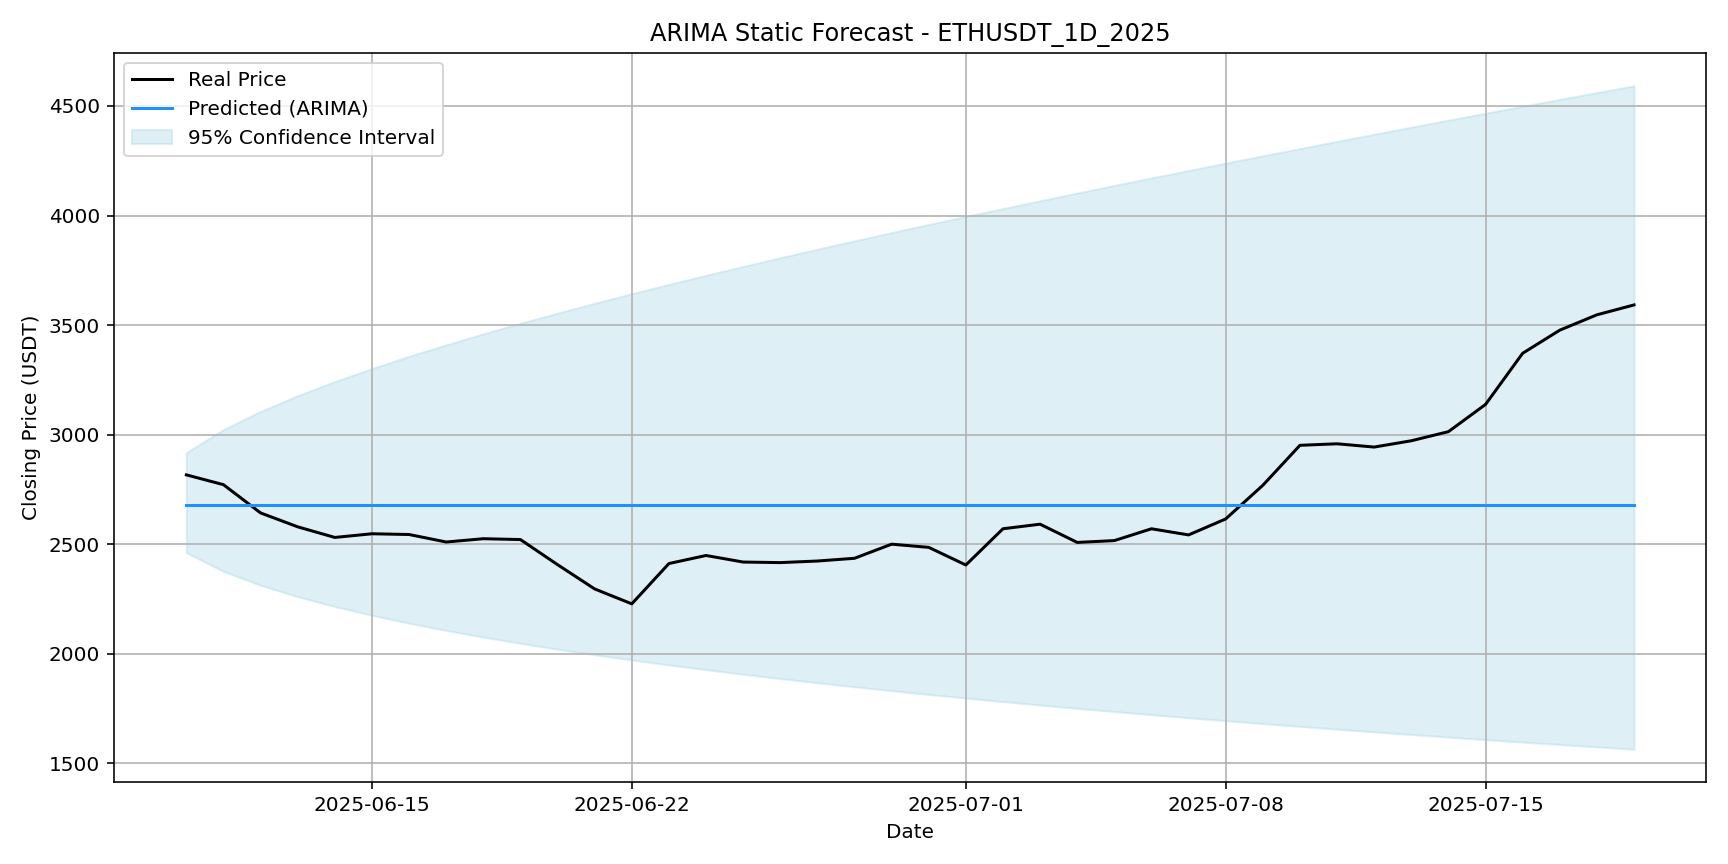 ARIMA Static Forecast - ETHUSDT_1D_2025
Real Price
Predicted (ARIMA)
95% Confidence Interval
Closing Price (USDT)
4500
4000
3500
3000
2500
2000
1500
2025-06-15
2025-06-22
2025-07-01
2025-07-08
2025-07-15
Date